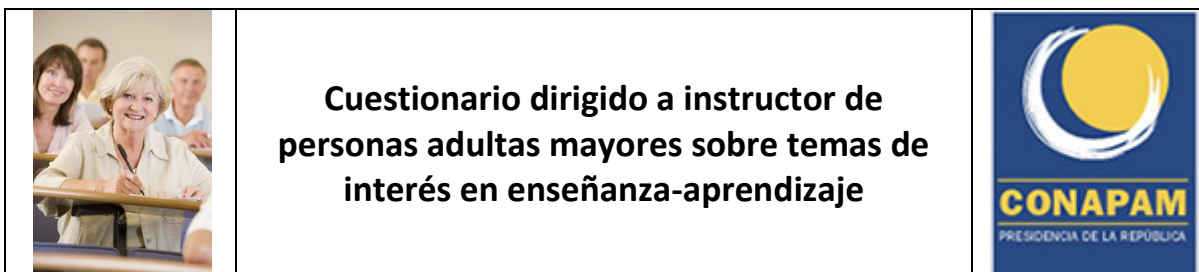 Cuestionario dirigido a instructor de
personas adultas mayores sobre temas de
interés en enseñanza-aprendizaje
CONAPAM
PRESIDENCIA DE LA REPÚBLICA